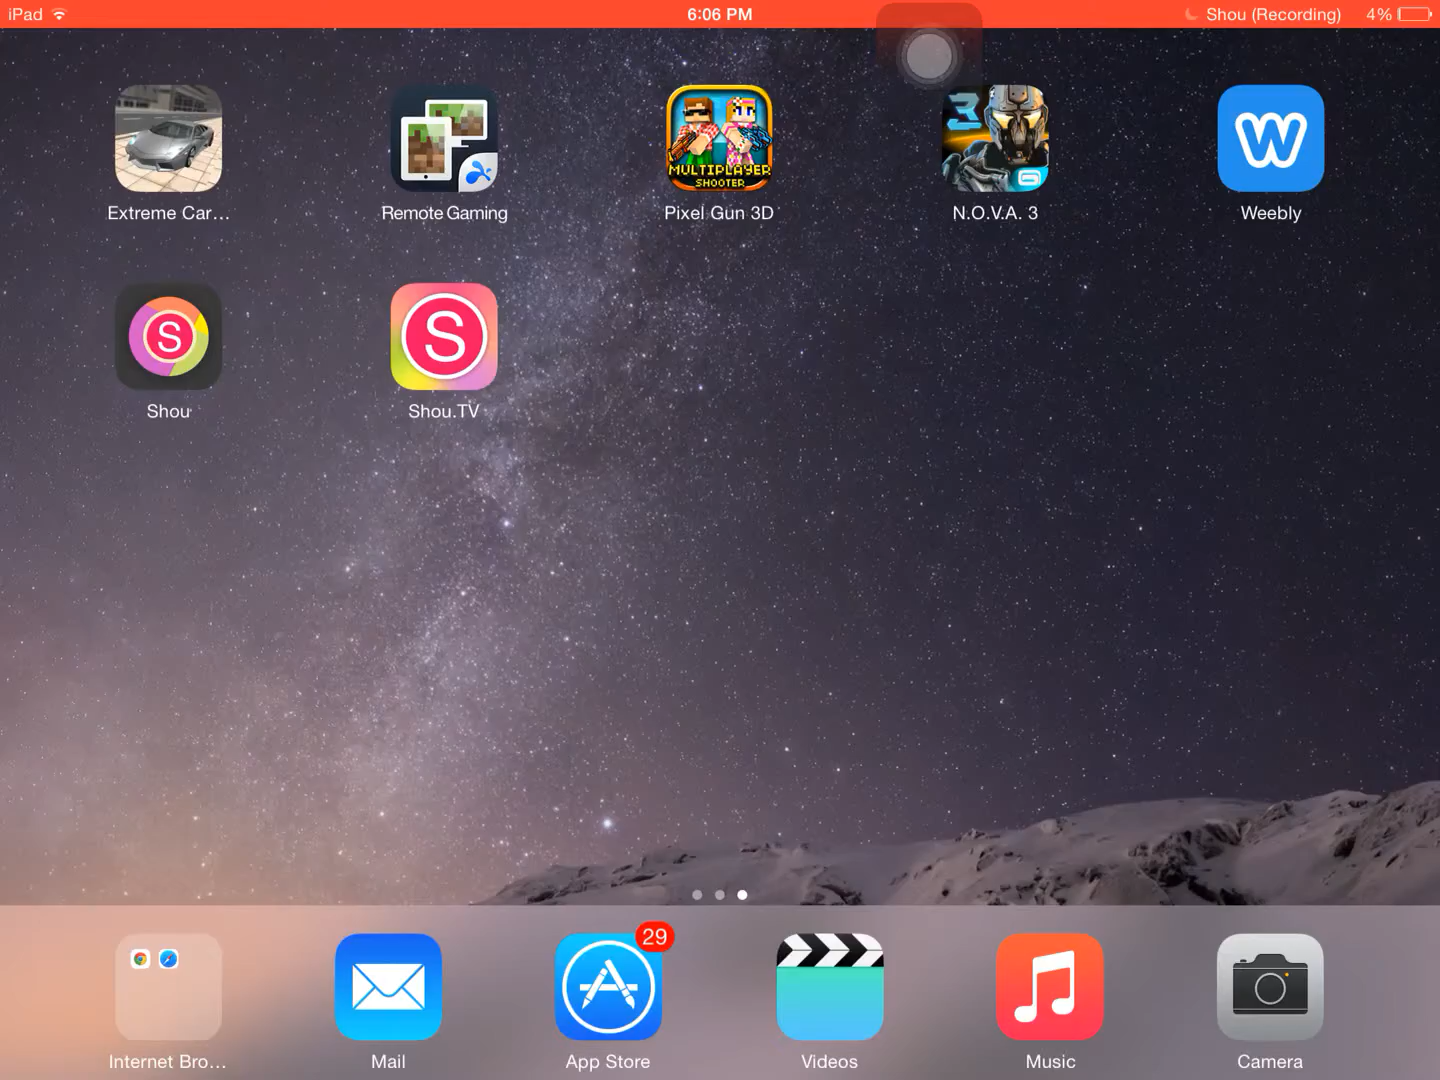 iPad 6:06 PM Shou (Recording) 4%
3
MULTIPLAYER
SHOOTER
W
Extreme Car... Remote Gaming Pixel Gun 3D N.O.V.A. 3 Weebly
S S
Shou Shou.TV
29
Internet Bro... Mail App Store Videos Music Camera